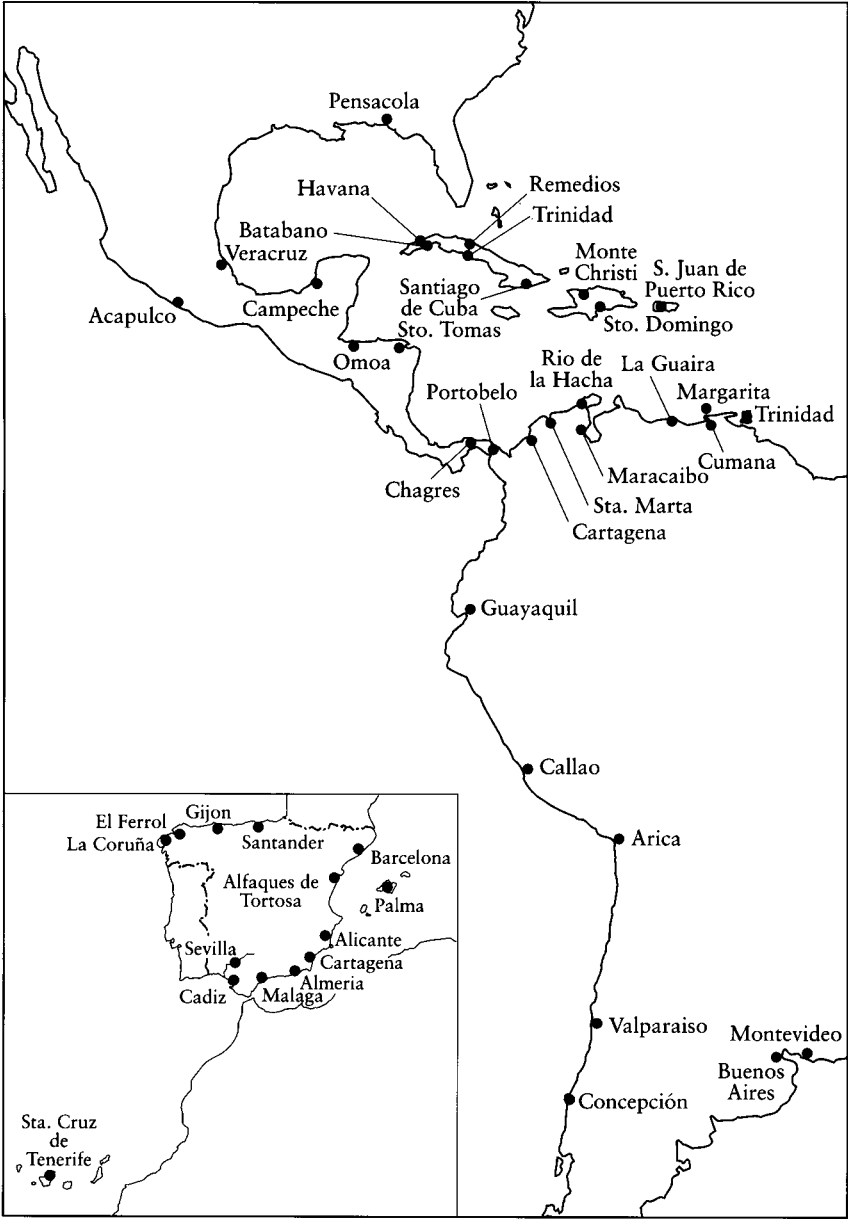 Pensacola
Havana
Remedios
Batabano
Trinidad
Veracruz
Monte
Christi
S. Juan de
Puerto Rico
Acapulco
Campeche
Santiago
de Cuba
Sto. Tomas
Sto. Domingo
Omoa
Rio de
la Hacha
La Guaira
Portobelo
Margarita
Trinidad
Chagres
Maracaibo
Cumana
Sta. Marta
Cartagena
Guayaquil
Callao
Arica
Valparaiso
Montevideo
Buenos
Aires
Concepción
Gijon
El Ferrol
La Coruña
Santander
Barcelona
Alfaques de
Tortosa
Palma
Sevilla
Alicante
Cartagena
Almeria
Cadiz
Malaga
Sta. Cruz
de
Tenerife